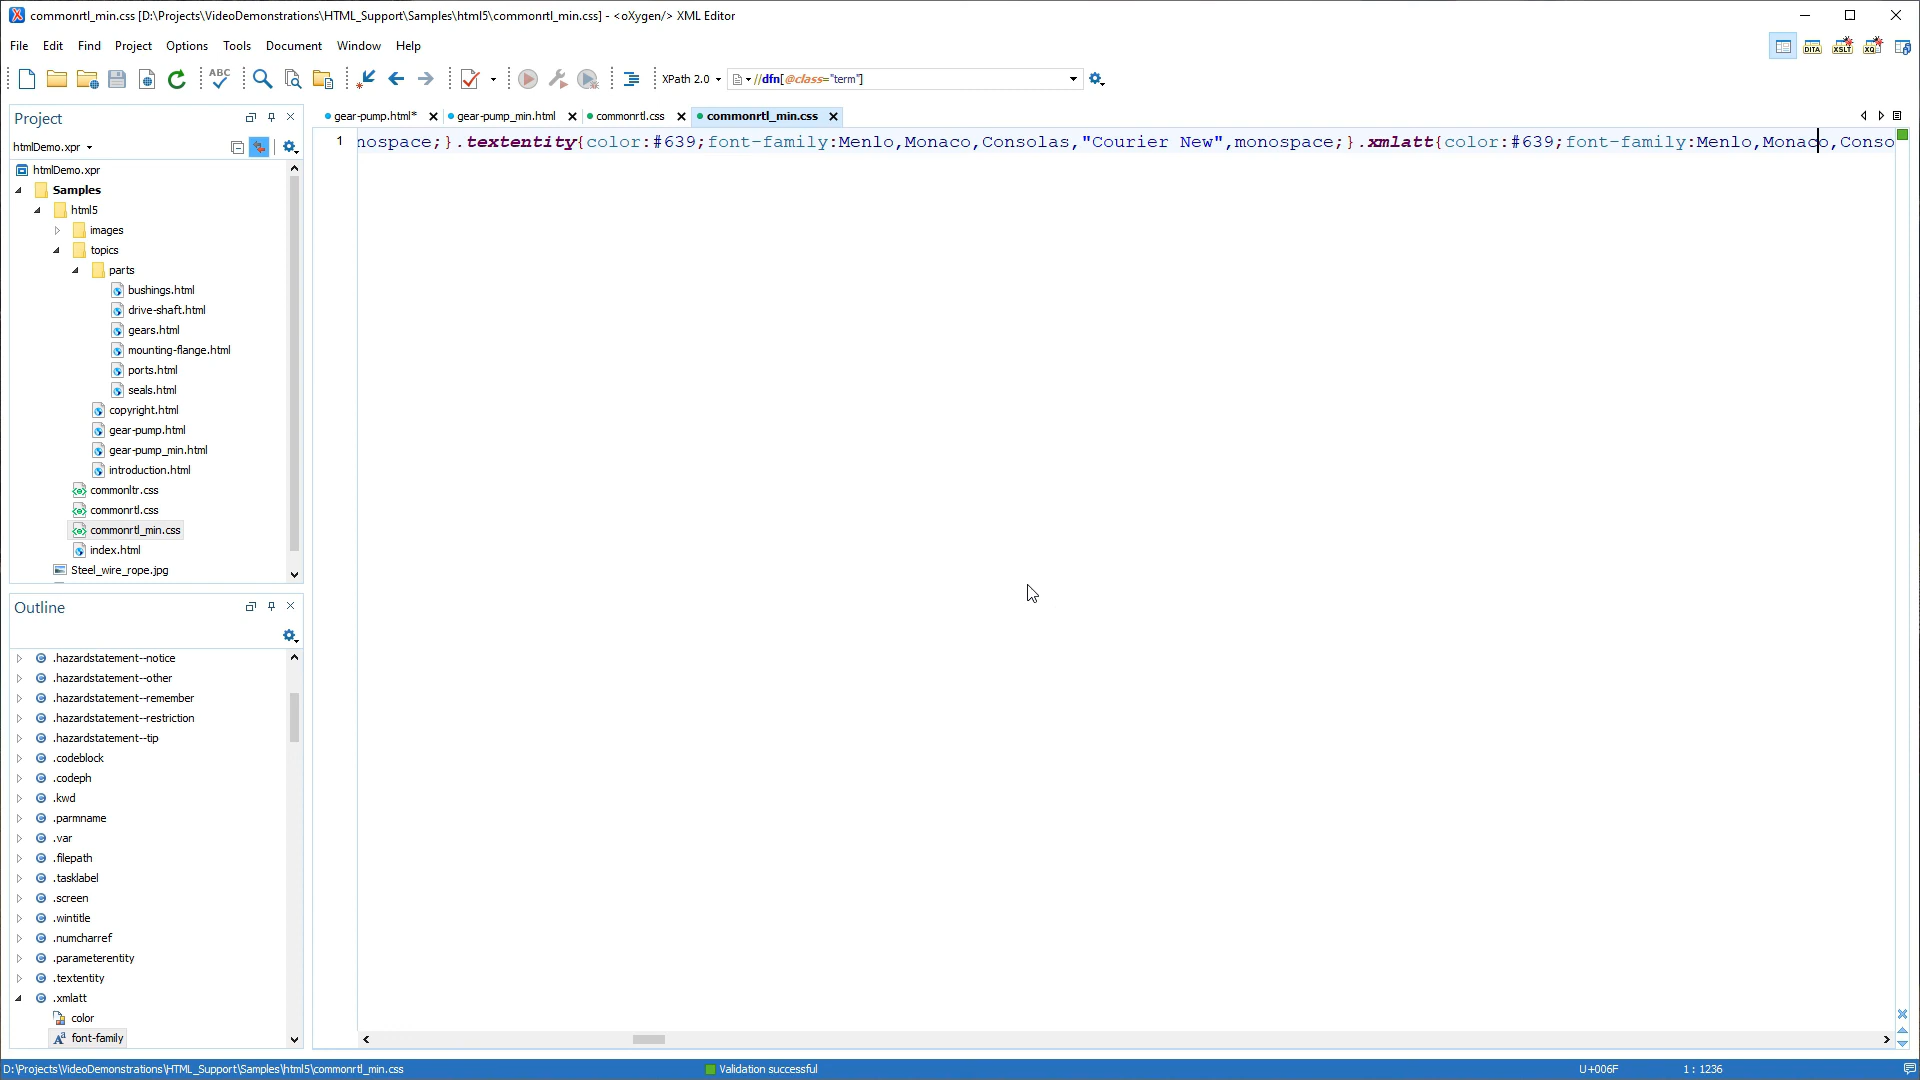 commonrtl_min.css [D:\Projects\VideoDemonstrations\HTML_Support\Samples\html5\commonrtl_min.css] - <oXygen/> XML Editor
File Edit Find Project Options Tools Document Window Help
DITA XSLT XQ
ABC XPath 2.0 //dfn[@class="term"]
Project
gear-pump.html* gear-pump_min.html commonrtl.css commonrtl_min.css
htmlDemo.xpr
1 nospace;}.textentity{color:#639;font-family:Menlo,Monaco,Consolas,"Courier New",monospace;}.xmlatt{color:#639;font-family:Menlo,Monaco,Conso
htmlDemo.xpr
Samples
html5
images
topics
parts
bushings.html
drive-shaft.html
gears.html
mounting-flange.html
ports.html
seals.html
copyright.html
gear-pump.html
gear-pump_min.html
introduction.html
commonltr.css
commonrtl.css
commonrtl_min.css
index.html
Steel_wire_rope.jpg
Outline
.hazardstatement--notice
.hazardstatement--other
.hazardstatement--remember
.hazardstatement--restriction
.hazardstatement--tip
.codeblock
.codeph
.kwd
.parmname
.var
.filepath
.tasklabel
.screen
.wintitle
.numcharref
.parameterentity
.textentity
.xmlatt
color
font-family
D:\Projects\VideoDemonstrations\HTML_Support\Samples\html5\commonrtl_min.css Validation successful U+006F 1 : 1236